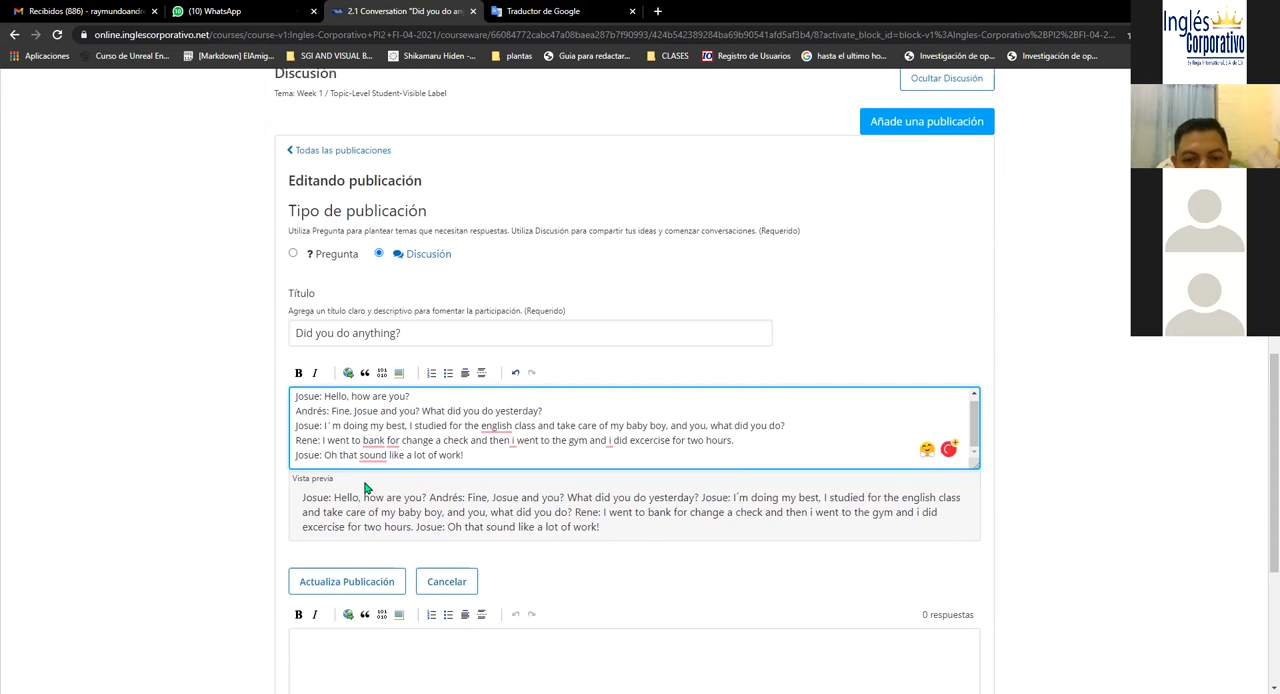 Recibidos (886) - raymundoandr
(10) WhatsApp
2.1 Conversation "Did you do an
Traductor de Google
online.inglescorporativo.net/courses/course-v1:Ingles-Corporativo+PI2+FI-04-2021/courseware/66084772cabc47a08baea287b7f90993/424b542389284ba69b90541afd5af3b4/8?activate_block_id=block-v1%3AIngles-Corporativo%2BPI2%2BFI-04-2...
Aplicaciones
Curso de Unreal En...
[Markdown] ElAmig...
SGI AND VISUAL B...
Shikamaru Hiden -...
plantas
Guia para redactar...
CLASES
Registro de Usuarios
hasta el ultimo ho...
Investigación de op...
Investigación de op...
Inglés
Corporativo
Discusión
Ocultar Discusión
Tema: Week 1 / Topic-Level Student-Visible Label
Añade una publicación
Todas las publicaciones
Editando publicación
Tipo de publicación
Utiliza Pregunta para plantear temas que necesitan respuestas. Utiliza Discusión para compartir tus ideas y comenzar conversaciones. (Requerido)
? Pregunta
Discusión
Título
Agrega un título claro y descriptivo para fomentar la participación. (Requerido)
Did you do anything?
B I
Josue: Hello, how are you?
Andrés: Fine, Josue and you? What did you do yesterday?
Josue: I´m doing my best, I studied for the english class and take care of my baby boy, and you, what did you do?
Rene: I went to bank for change a check and then i went to the gym and i did excercise for two hours.
Josue: Oh that sound like a lot of work!
Vista previa
Josue: Hello, how are you? Andrés: Fine, Josue and you? What did you do yesterday? Josue: I´m doing my best, I studied for the english class
and take care of my baby boy, and you, what did you do? Rene: I went to bank for change a check and then i went to the gym and i did
excercise for two hours. Josue: Oh that sound like a lot of work!
Actualiza Publicación
Cancelar
B I
0 respuestas